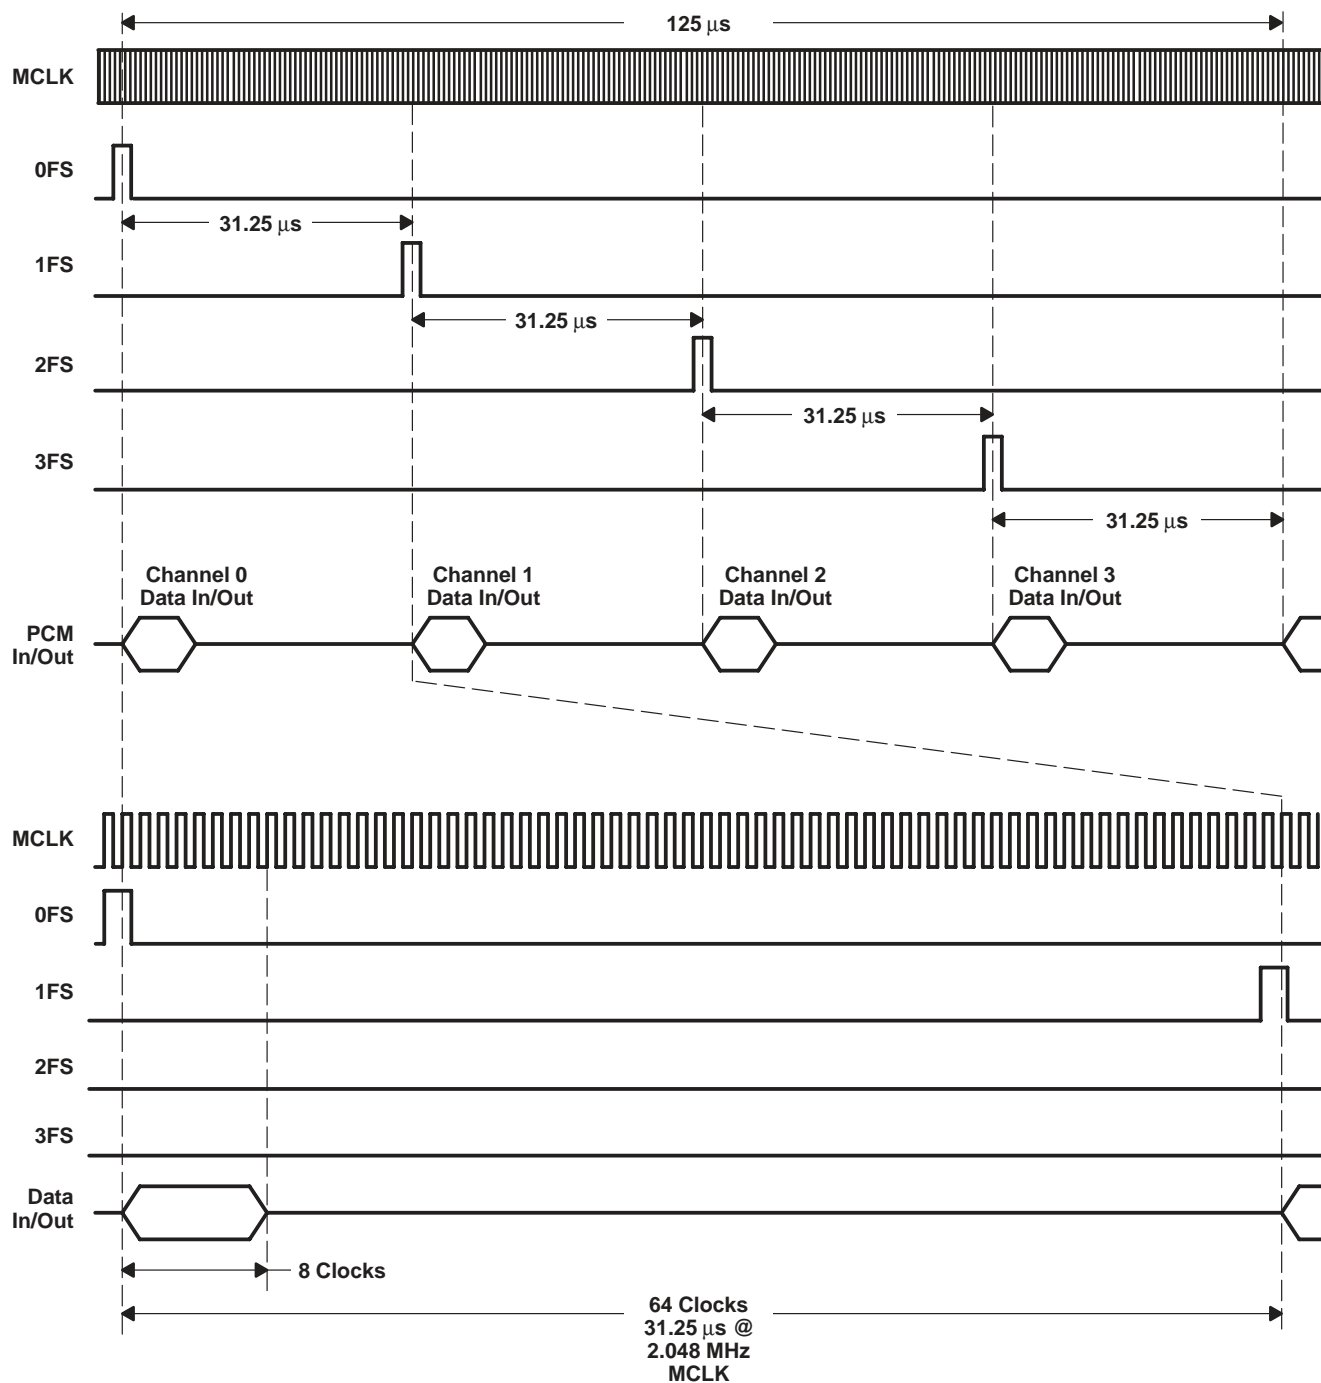 125 μs
MCLK
0FS
31.25 μs
1FS
31.25 μs
2FS
31.25 μs
3FS
31.25 μs
Channel 0
Data In/Out
Channel 1
Data In/Out
Channel 2
Data In/Out
Channel 3
Data In/Out
PCM
In/Out
MCLK
0FS
1FS
2FS
3FS
Data
In/Out
8 Clocks
64 Clocks
31.25 μs @
2.048 MHz
MCLK